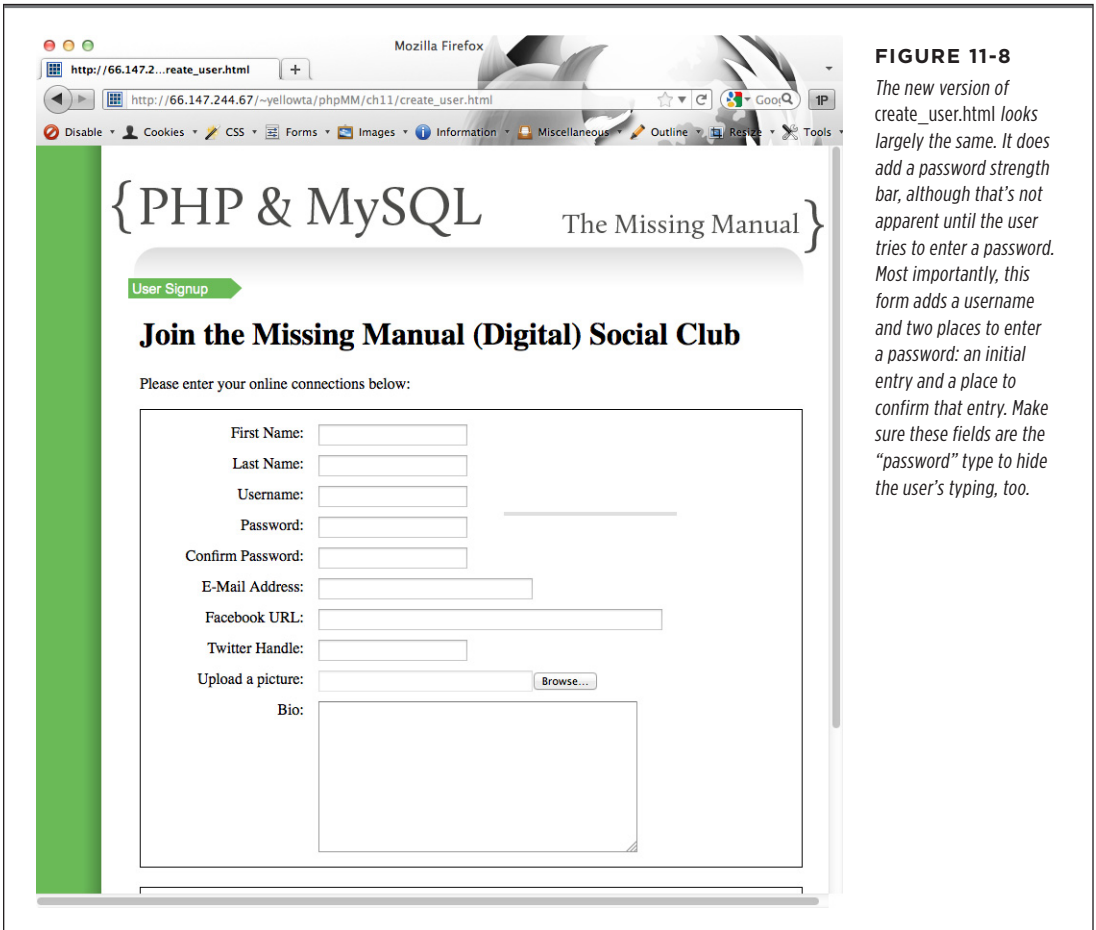 Mozilla Firefox
http://66.147.2...reate_user.html
+
http://66.147.244.67/~yellowta/phpMM/ch11/create_user.html
Goo
1P
Disable Cookies CSS Forms Images Information Miscellaneous Outline Resize Tools
{PHP & MySQL The Missing Manual}
User Signup
Join the Missing Manual (Digital) Social Club
Please enter your online connections below:
First Name:
Last Name:
Username:
Password:
Confirm Password:
E-Mail Address:
Facebook URL:
Twitter Handle:
Upload a picture:
Browse...
Bio:
FIGURE 11-8
The new version of
create_user.html looks
largely the same. It does
add a password strength
bar, although that's not
apparent until the user
tries to enter a password.
Most importantly, this
form adds a username
and two places to enter
a password: an initial
entry and a place to
confirm that entry. Make
sure these fields are the
“password” type to hide
the user's typing, too.